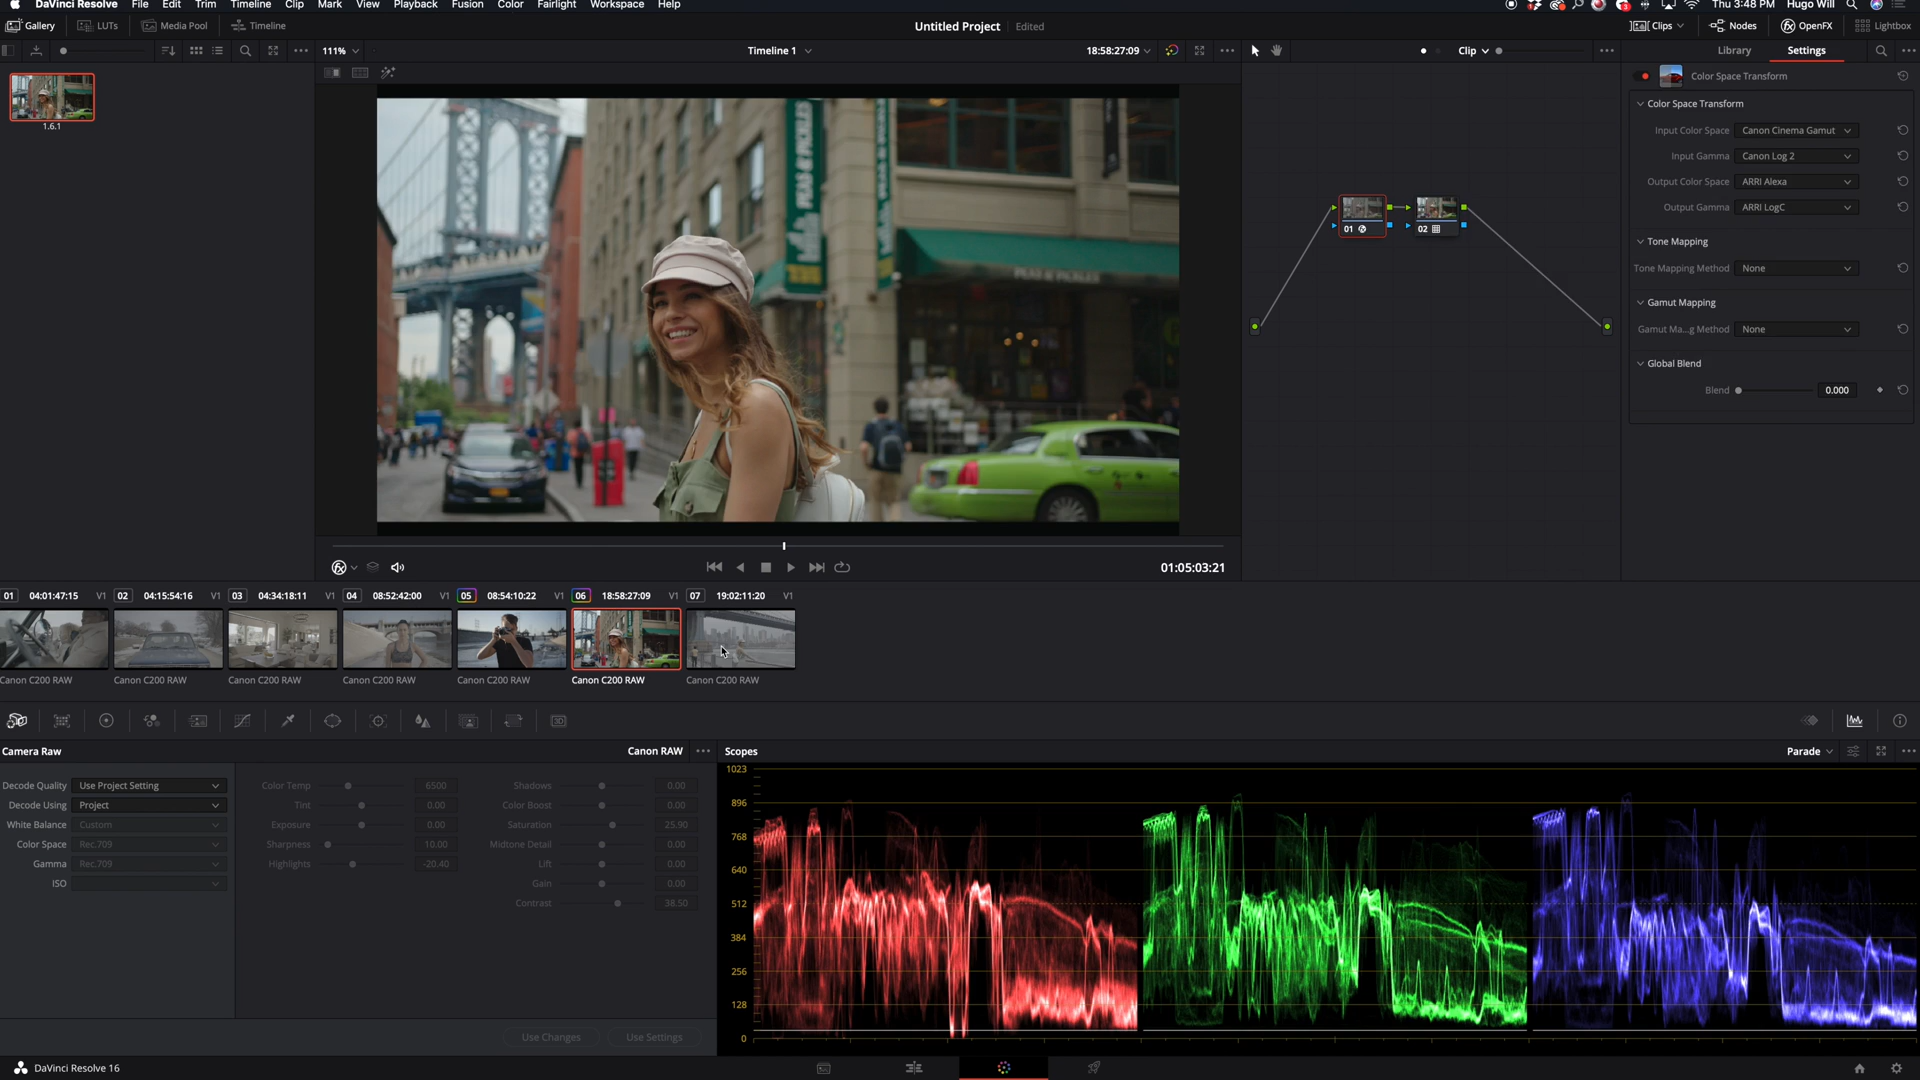 DaVinci Resolve File Edit Trim Timeline Clip Mark View Playback Fusion Color Fairlight Workspace Help Thu 3:48 PM Hugo Will
Gallery LUTs Media Pool Timeline Untitled Project Edited Clips Nodes OpenFX Lightbox
111% Timeline 1 18:58:27:09 Clip Library Settings
Color Space Transform
1.6.1
Color Space Transform
Input Color Space Canon Cinema Gamut
Input Gamma Canon Log 2
Output Color Space ARRI Alexa
Output Gamma ARRI LogC
01 02
Tone Mapping
Tone Mapping Method None
Gamut Mapping
Gamut Ma...g Method None
Global Blend
Blend 0.000
PEAS & PICKLES
PEAS & PICKLES
01:05:03:21
01 04:01:47:15 V1 02 04:15:54:16 V1 03 04:34:18:11 V1 04 08:52:42:00 V1 05 08:54:10:22 V1 06 18:58:27:09 V1 07 19:02:11:20 V1
Canon C200 RAW Canon C200 RAW Canon C200 RAW Canon C200 RAW Canon C200 RAW Canon C200 RAW Canon C200 RAW
3D
Camera Raw Canon RAW Scopes Parade
Decode Quality Use Project Setting
Decode Using Project
White Balance Custom
Color Space Rec.709
Gamma Rec.709
ISO
Color Temp 6500
Tint 0.00
Exposure 0.00
Sharpness 10.00
Highlights -20.40
Shadows 0.00
Color Boost 0.00
Saturation 25.90
Midtone Detail 0.00
Lift 0.00
Gain 0.00
Contrast 38.50
Use Changes Use Settings
1023
896
768
640
512
384
256
128
0
DaVinci Resolve 16